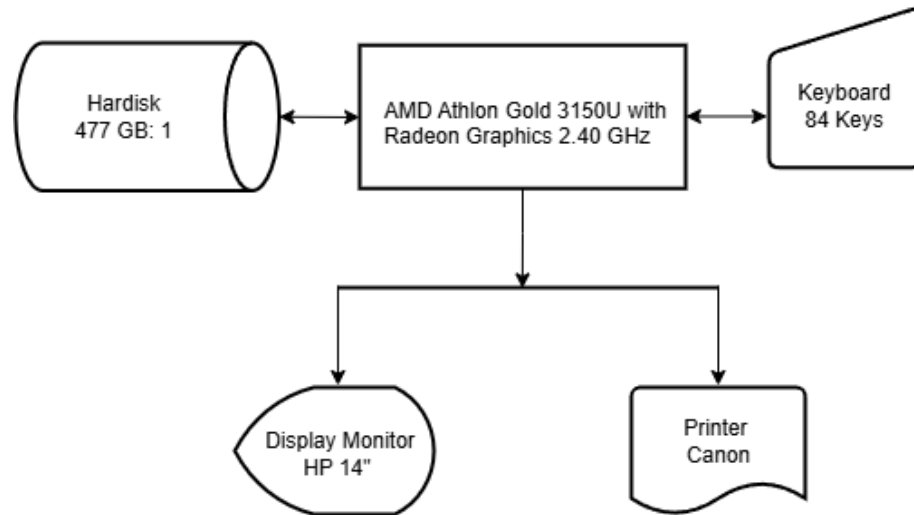 Hardisk
477 GB: 1
AMD Athlon Gold 3150U with
Radeon Graphics 2.40 GHz
Keyboard
84 Keys
Display Monitor
HP 14"
Printer
Canon